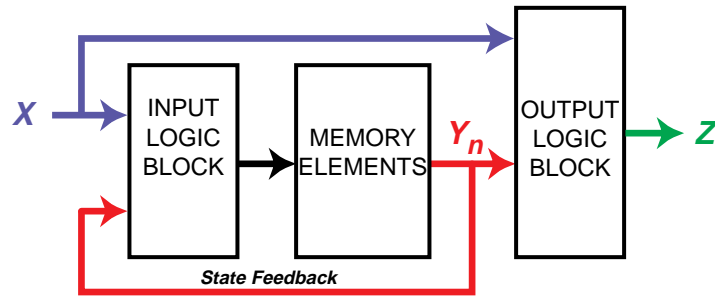 X
INPUT
LOGIC
BLOCK
MEMORY
ELEMENTS
Yn
OUTPUT
LOGIC
BLOCK
Z
State Feedback